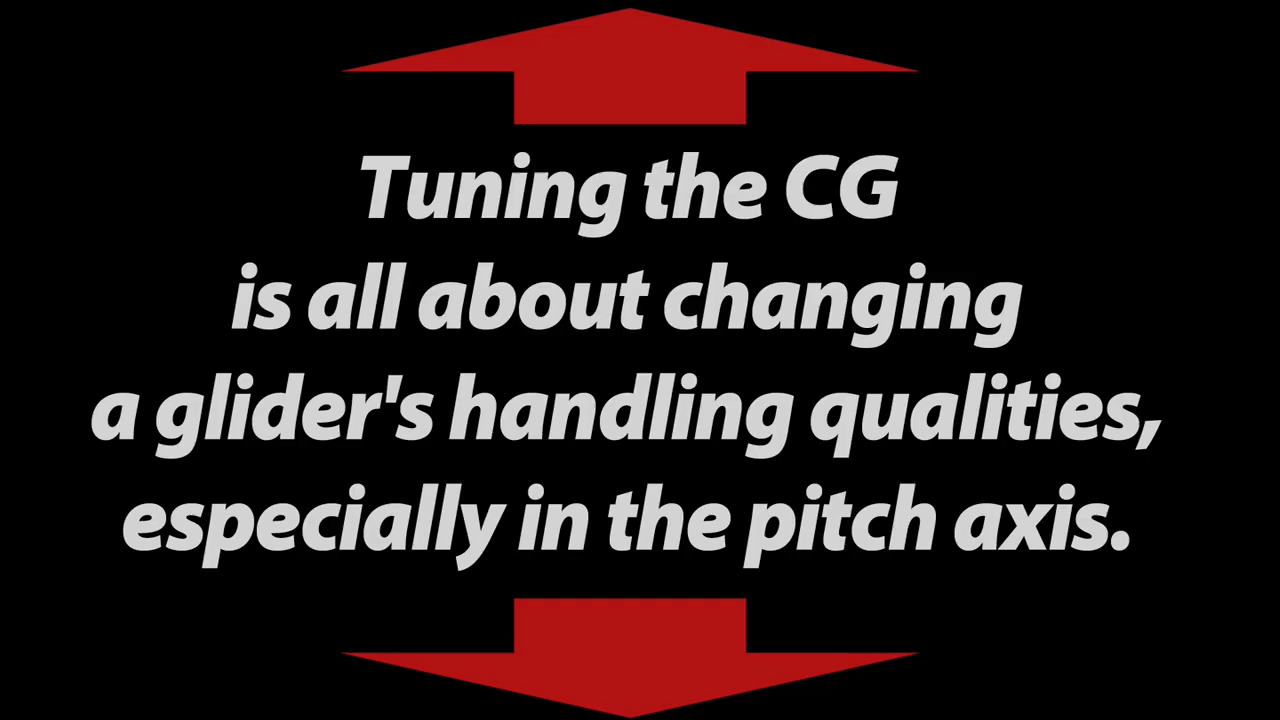 Tuning the CG
is all about changing
a glider's handling qualities,
especially in the pitch axis.